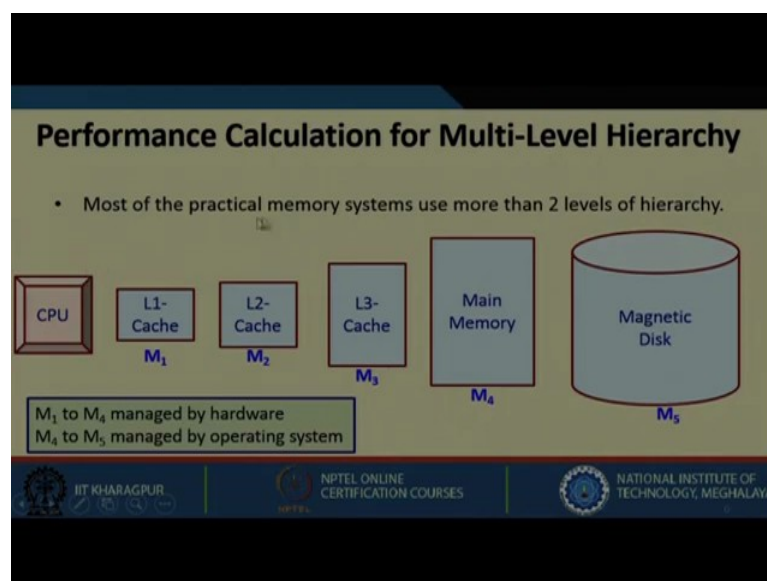 Performance Calculation for Multi-Level Hierarchy
• Most of the practical memory systems use more than 2 levels of hierarchy.
CPU
L1-
Cache
M₁
L2-
Cache
M₂
L3-
Cache
M₃
Main
Memory
M₄
Magnetic
Disk
M₅
M₁ to M₄ managed by hardware
M₄ to M₅ managed by operating system
IIT KHARAGPUR
NPTEL
NPTEL ONLINE
CERTIFICATION COURSES
NATIONAL INSTITUTE OF
TECHNOLOGY, MEGHALAY